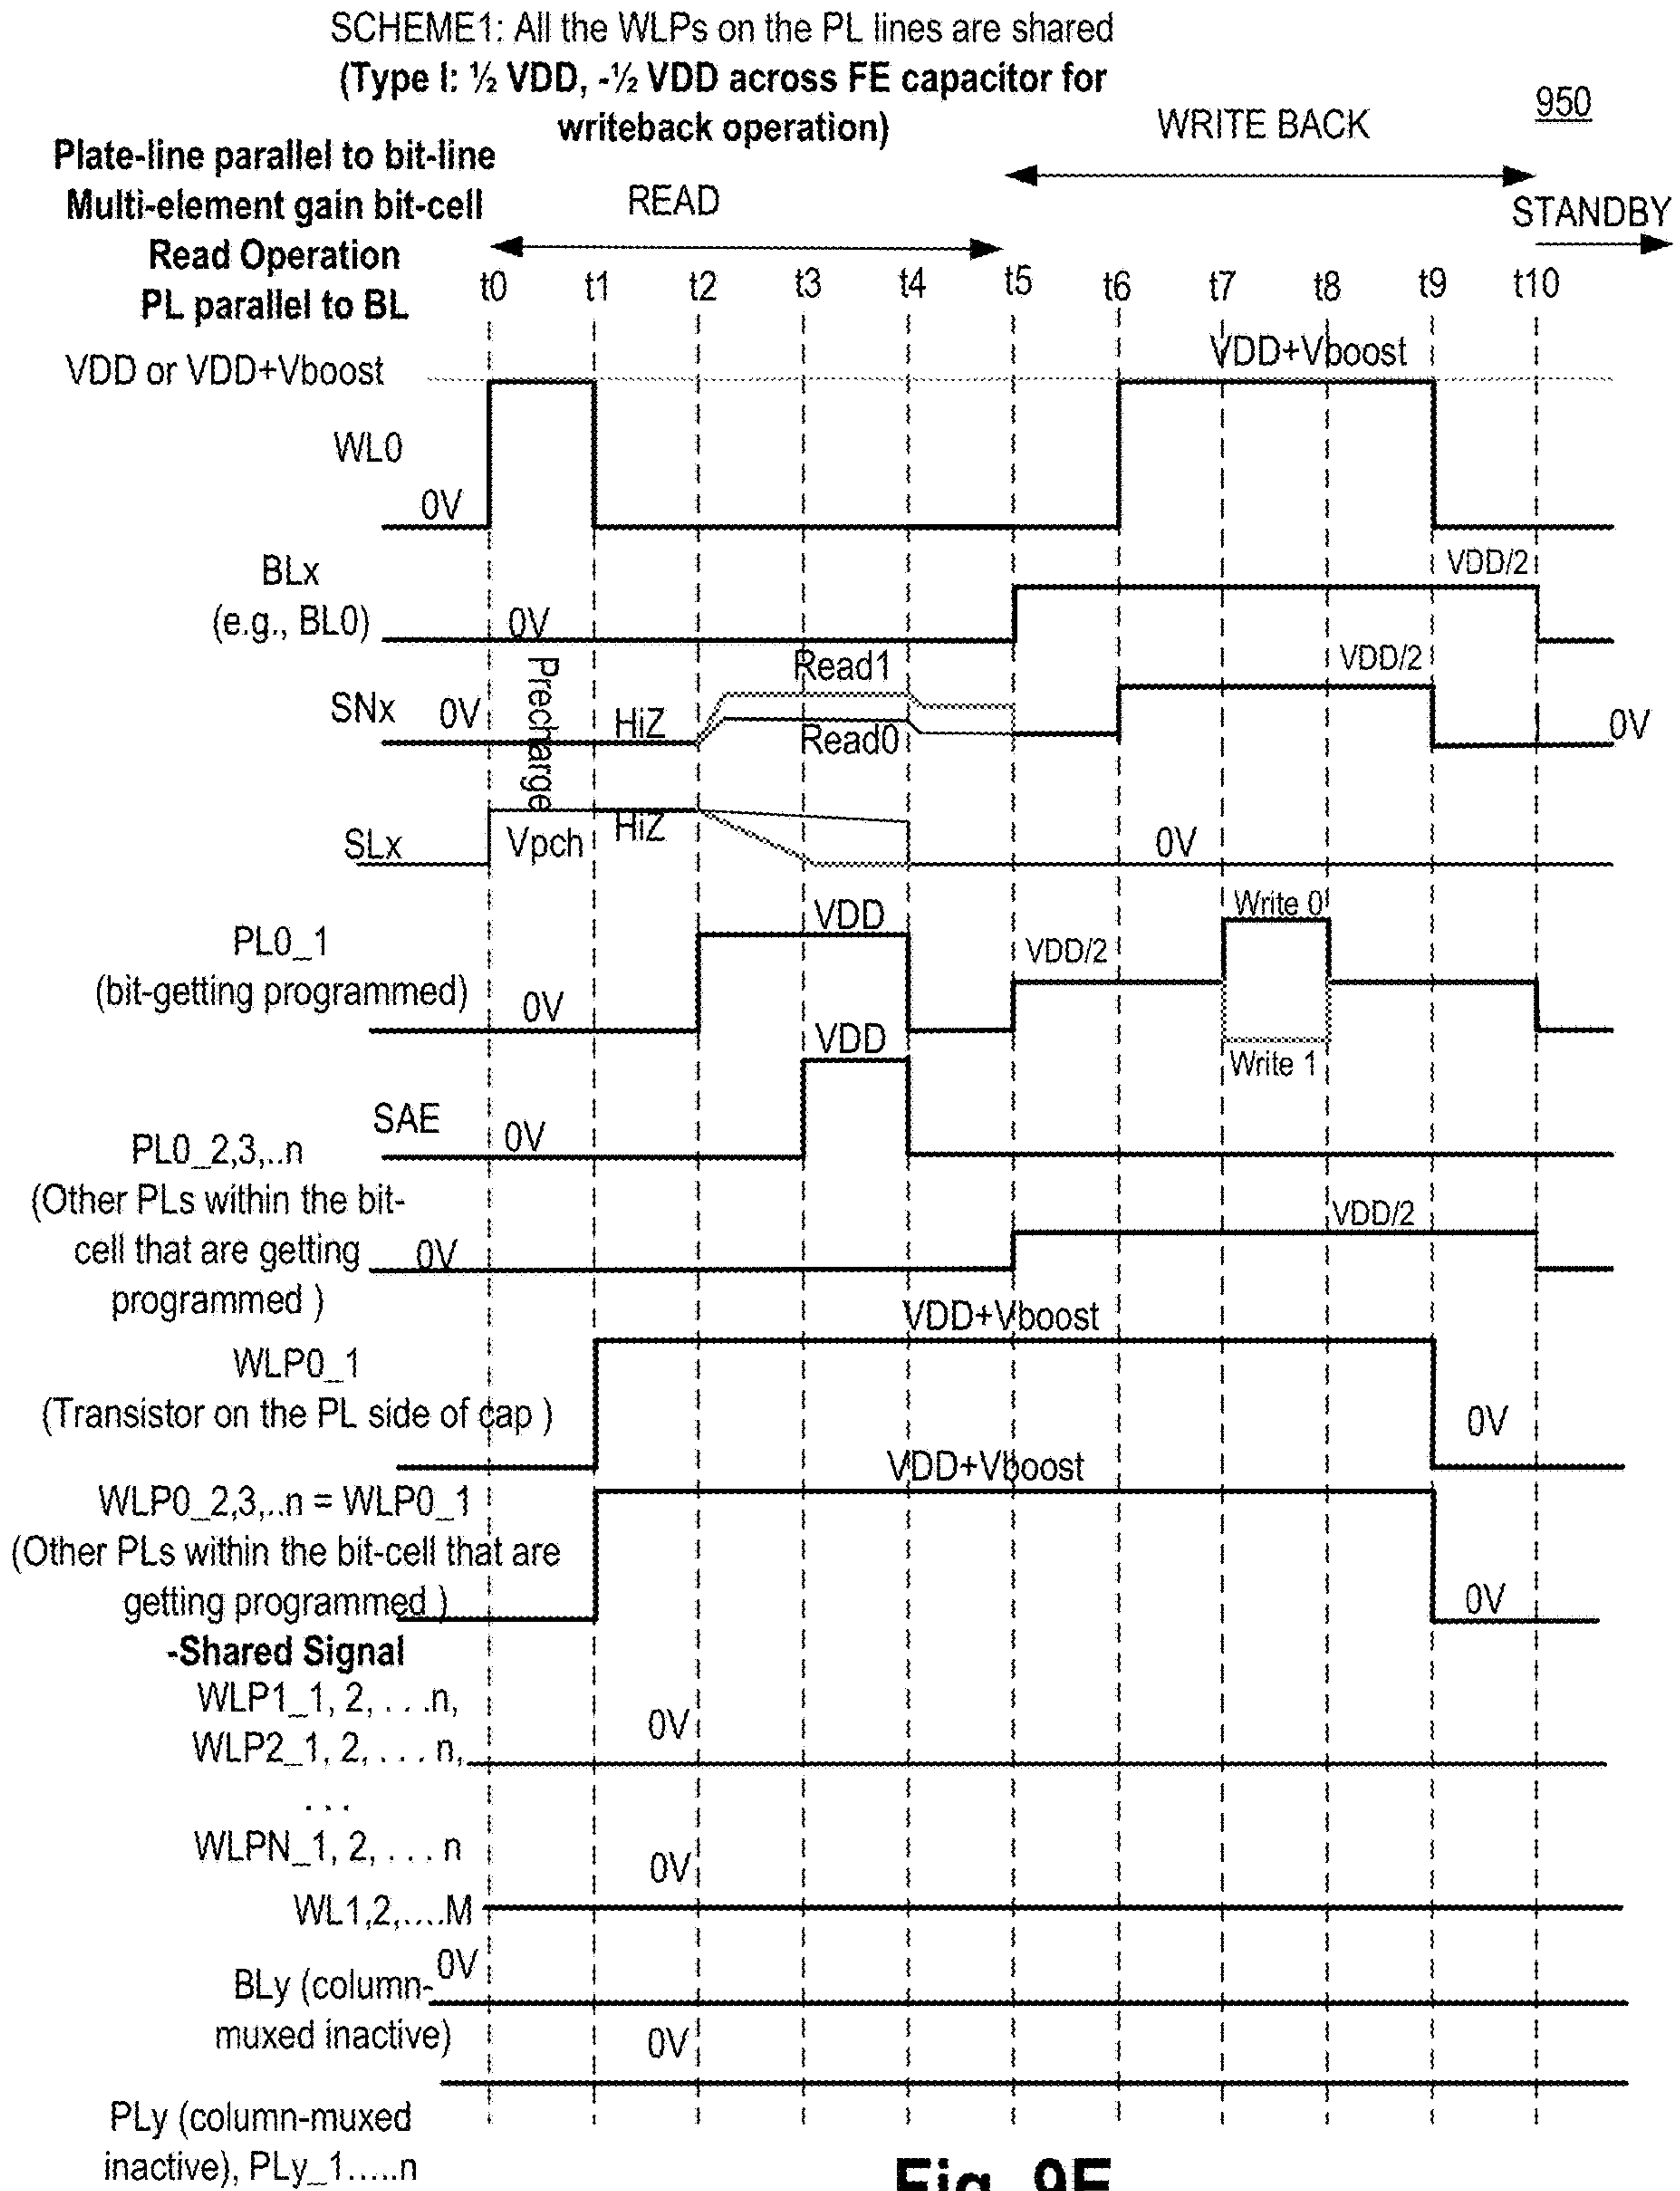 SCHEME1: All the WLPs on the PL lines are shared
(Type I: ½ VDD, -½ VDD across FE capacitor for
writeback operation)
950
WRITE BACK
Plate-line parallel to bit-line
Multi-element gain bit-cell
Read Operation
PL parallel to BL
READ
STANDBY
t0 t1 t2 t3 t4 t5 t6 t7 t8 t9 t10
VDD or VDD+Vboost
VDD+Vboost
WL0
0V
BLx
(e.g., BL0)
0V
VDD/2
Precharge
Read1
VDD/2
SNx 0V
HiZ
Read0
0V
SLx
Vpch
HiZ
0V
PL0_1
(bit-getting programmed)
0V
VDD
VDD/2
Write 0
Write 1
VDD
SAE
0V
PL0_2,3,..n
(Other PLs within the bit-
cell that are getting
programmed )
0V
VDD/2
VDD+Vboost
WLP0_1
(Transistor on the PL side of cap )
0V
VDD+Vboost
WLP0_2,3,..n = WLP0_1
(Other PLs within the bit-cell that are
getting programmed )
0V
-Shared Signal
WLP1_1, 2, . . .n,
0V
WLP2_1, 2, . . . n,
. . .
WLPN_1, 2, . . . n
0V
WL1,2,....M
0V
BLy (column-
muxed inactive)
0V
PLy (column-muxed
inactive), PLy_1.....n
Fig. 9E